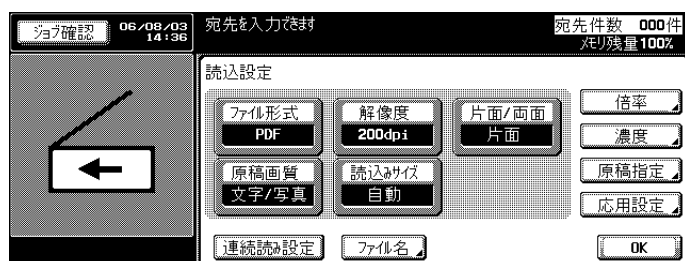 ジョブ確認
06/08/03
14:36
宛先を入力できます
宛先件数 000件
メモリ残量100%
読込設定
ファイル形式
PDF
解像度
200dpi
片面/両面
片面
倍率
濃度
原稿画質
文字/写真
読込みサイズ
自動
原稿指定
応用設定
連続読み設定
ファイル名
OK